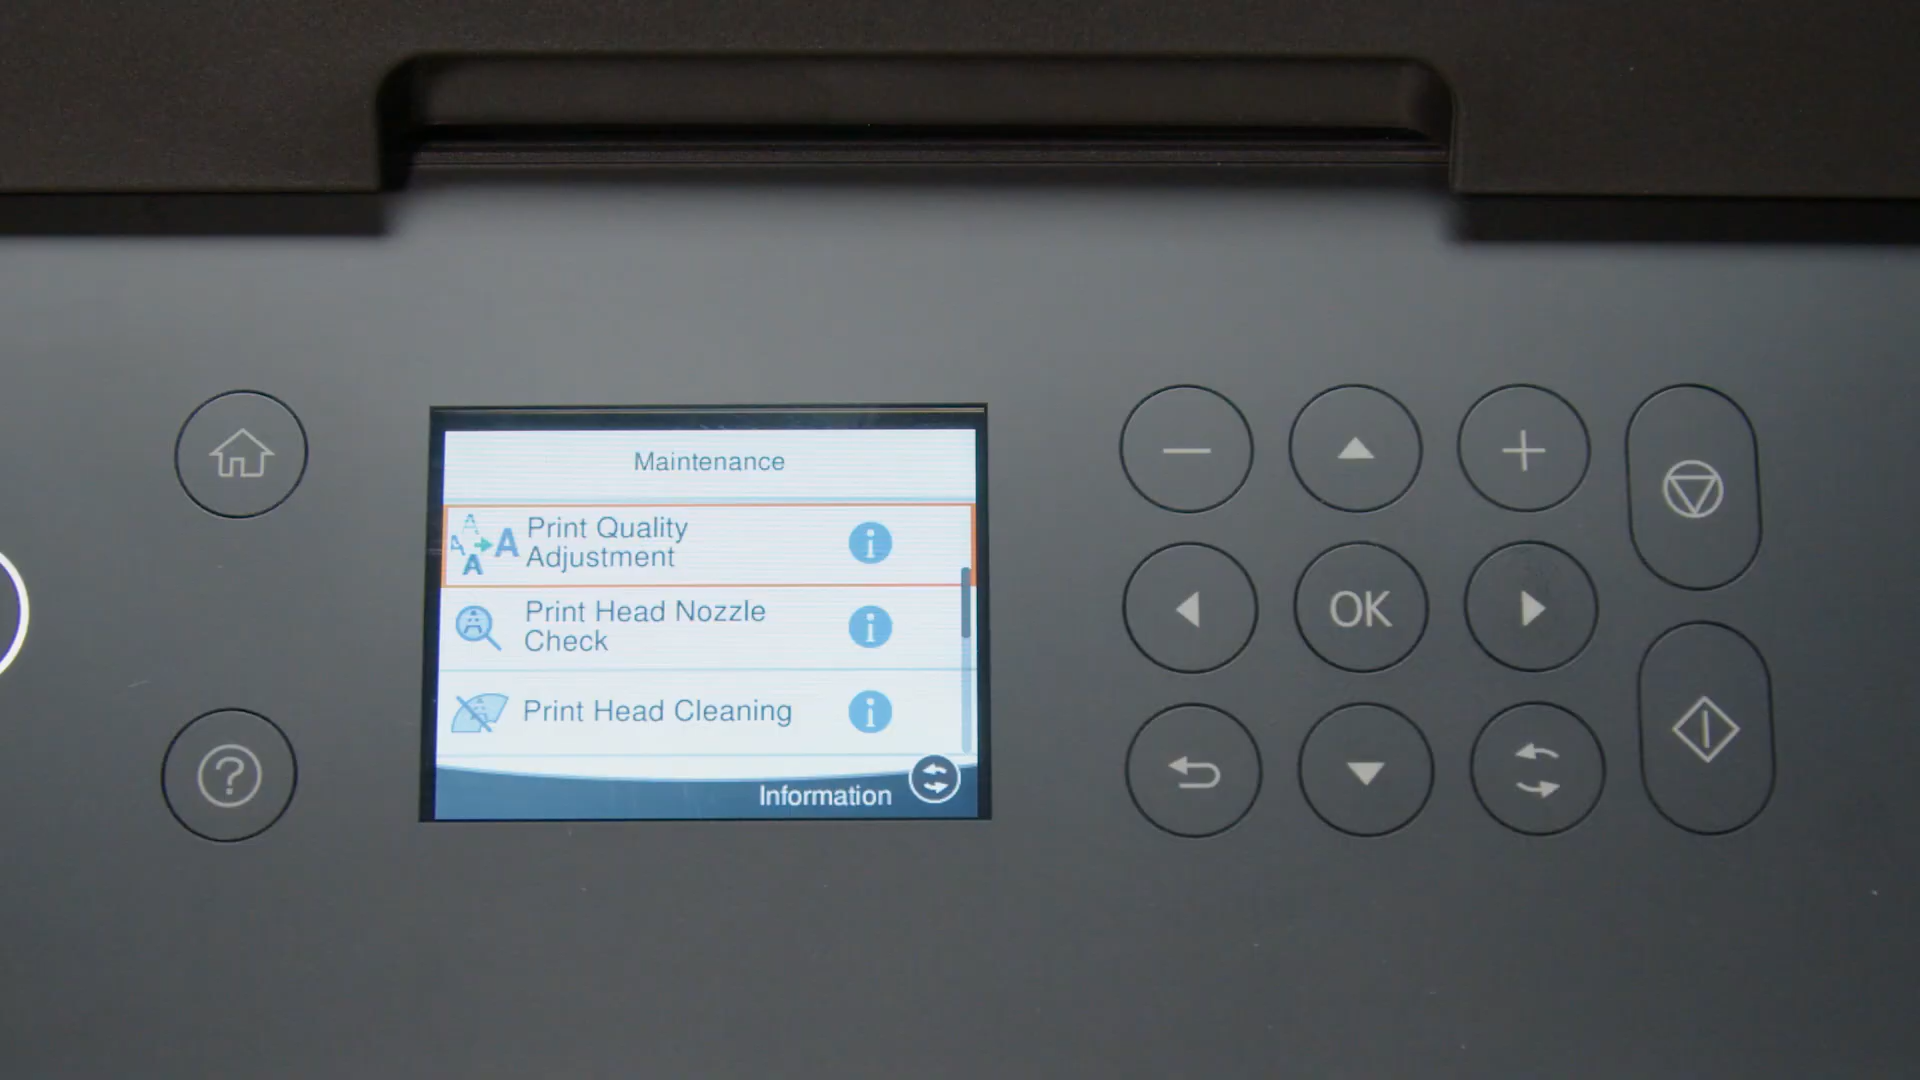 Maintenance
Print Quality
Adjustment
Print Head Nozzle
Check
Print Head Cleaning
Information
OK